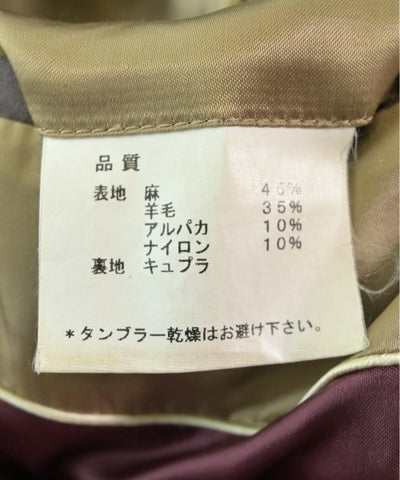 品質
表地 麻 45%
羊毛 35%
アルパカ 10%
ナイロン 10%
裏地 キュプラ
*タンブラー乾燥はお避け下さい。